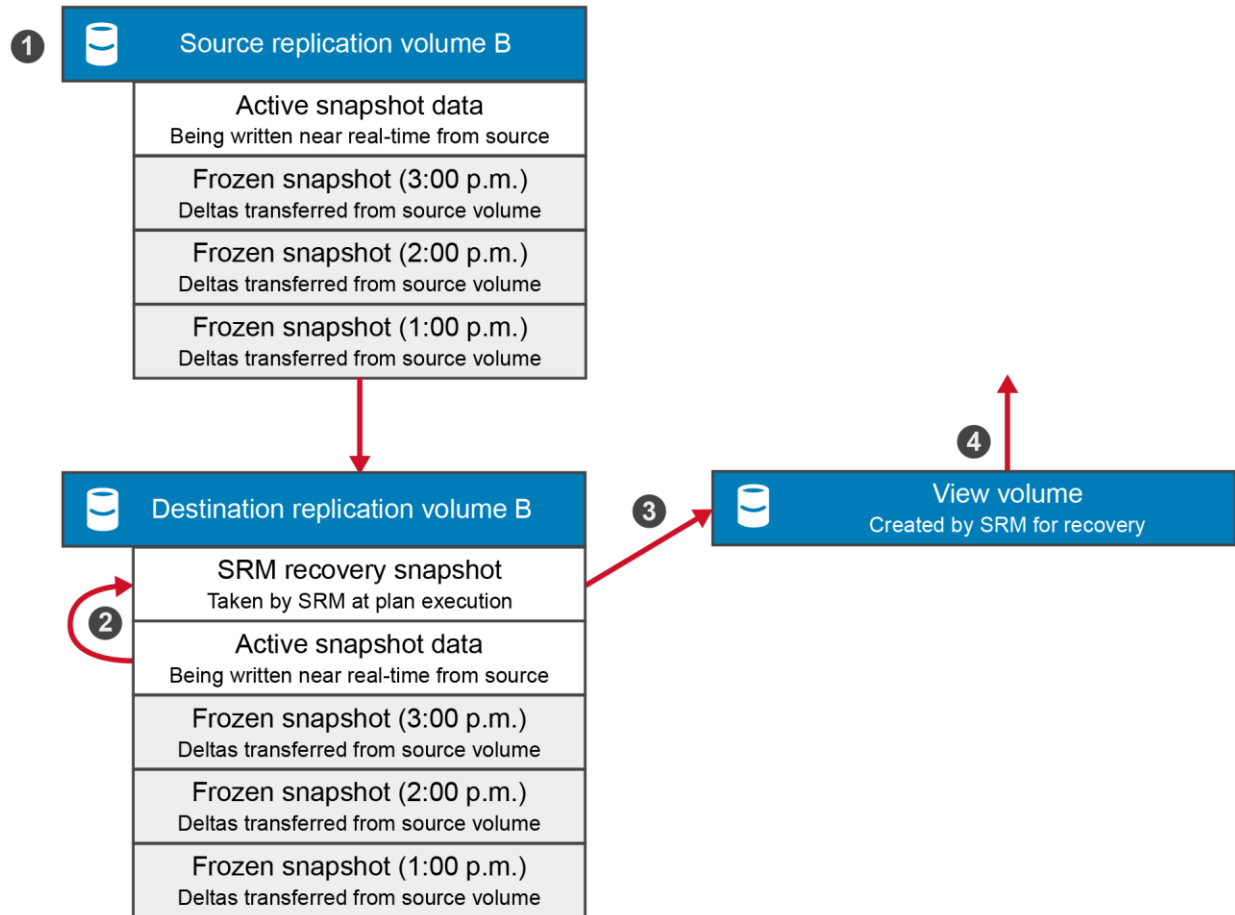 1
Source replication volume B
Active snapshot data
Being written near real-time from source
Frozen snapshot (3:00 p.m.)
Deltas transferred from source volume
Frozen snapshot (2:00 p.m.)
Deltas transferred from source volume
Frozen snapshot (1:00 p.m.)
Deltas transferred from source volume
4
Destination replication volume B
3
View volume
Created by SRM for recovery
SRM recovery snapshot
Taken by SRM at plan execution
2
Active snapshot data
Being written near real-time from source
Frozen snapshot (3:00 p.m.)
Deltas transferred from source volume
Frozen snapshot (2:00 p.m.)
Deltas transferred from source volume
Frozen snapshot (1:00 p.m.)
Deltas transferred from source volume